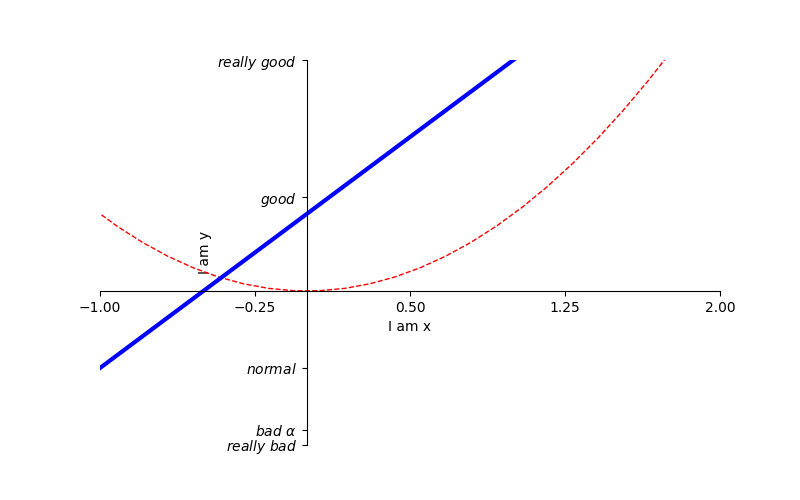 really good
good
I am y
−1.00
−0.25
0.50
1.25
2.00
I am x
normal
bad α
really bad